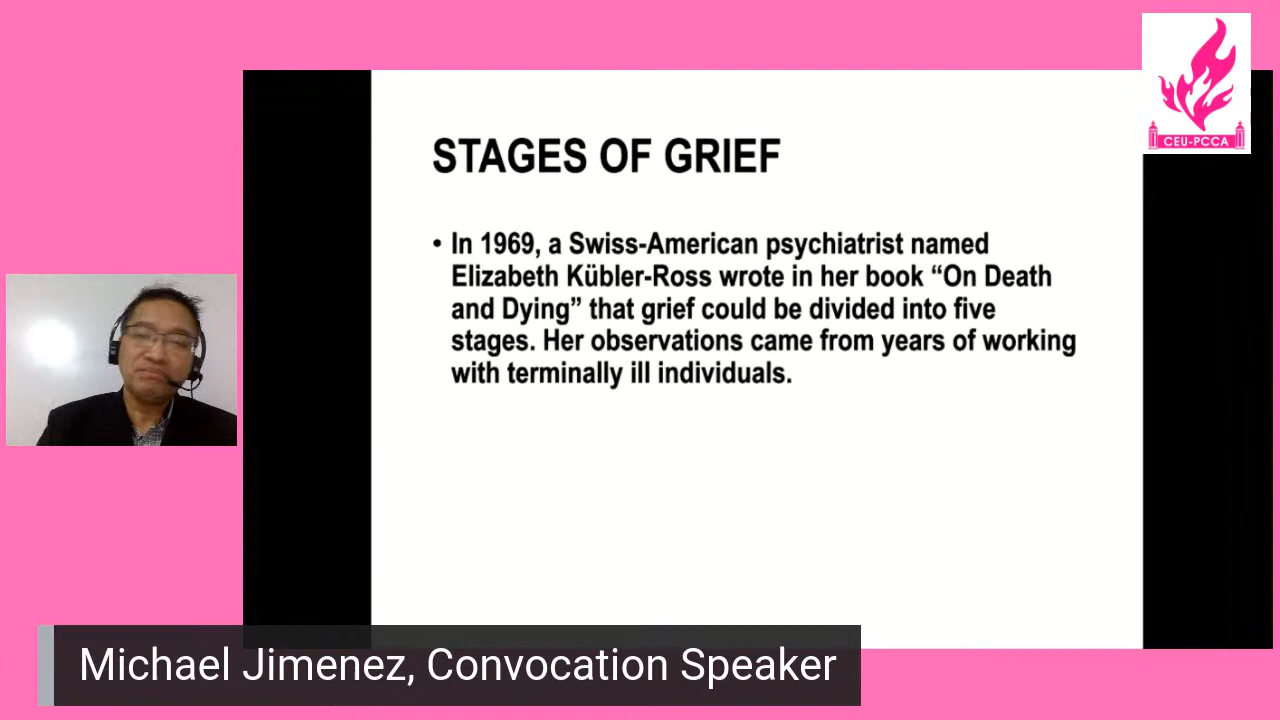 CEU-PCCA
STAGES OF GRIEF
• In 1969, a Swiss-American psychiatrist named
Elizabeth Kübler-Ross wrote in her book “On Death
and Dying” that grief could be divided into five
stages. Her observations came from years of working
with terminally ill individuals.
Michael Jimenez, Convocation Speaker